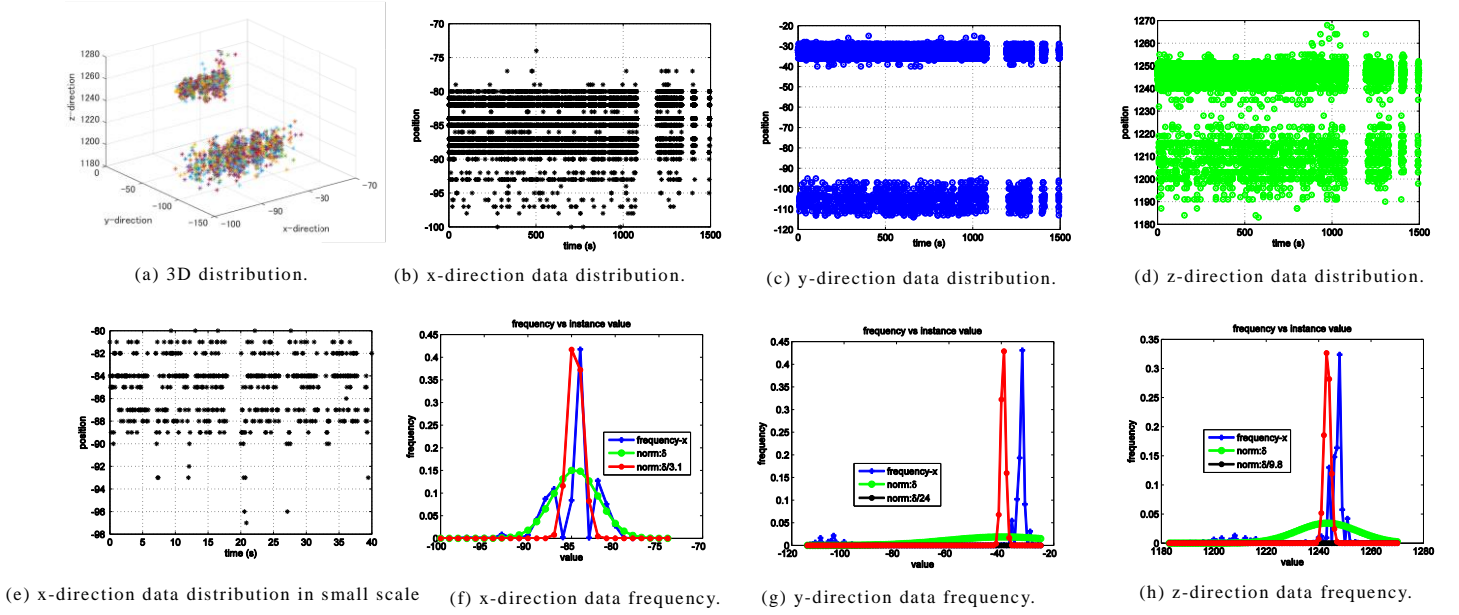 1280
1260
1240
1220
1200
1180
z-direction
0
-50
-100
-150
y-direction
-100
-90
-30
-70
x-direction
(a) 3D distribution.
-70
-75
-80
-85
-90
-95
-100
position
0 500 1000 1500
time (s)
(b) x-direction data distribution.
-20
-30
-40
-50
-60
-70
-80
-90
-100
-110
-120
position
0 500 1000 1500
time (s)
(c) y-direction data distribution.
1270
1260
1250
1240
1230
1220
1210
1200
1190
1180
position
0 500 1000 1500
time (s)
(d) z-direction data distribution.
-80
-82
-84
-86
-88
-90
-92
-94
-96
-98
position
0 5 10 15 20 25 30 35 40
time (s)
(e) x-direction data distribution in small scale
frequency vs instance value
0.45
0.4
0.35
0.3
0.25
0.2
0.15
0.1
0.05
0
frequency
frequency-x
norm:δ
norm:δ/3.1
-100 -95 -90 -85 -80 -75 -70
value
(f) x-direction data frequency.
frequency vs instance value
0.45
0.4
0.35
0.3
0.25
0.2
0.15
0.1
0.05
0
frequency
frequency-x
norm:δ
norm:δ/24
-120 -100 -80 -60 -40 -20
value
(g) y-direction data frequency.
frequency vs instance value
0.35
0.3
0.25
0.2
0.15
0.1
0.05
0
frequency
frequency-x
norm:δ
norm:δ/9.8
1180 1200 1220 1240 1260 1280
value
(h) z-direction data frequency.